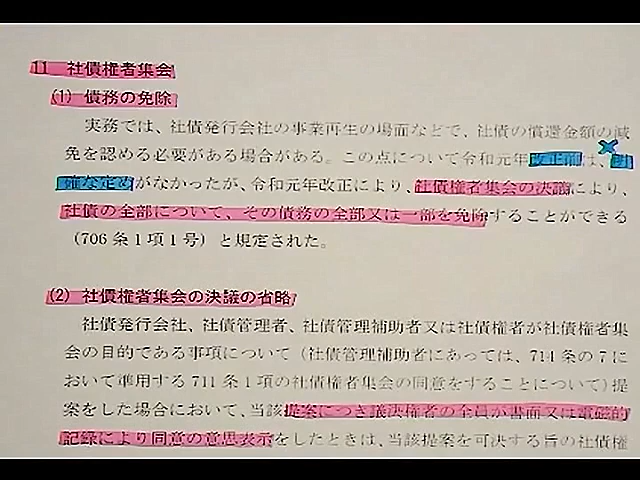 11 社債権者集会
(1) 債務の免除
実務では、社債発行会社の事業再生の場面などで、社債の償還金額の減
免を認める必要がある場合がある。この点について令和元年改正前は、明
確な定めがなかったが、令和元年改正により、社債権者集会の決議により、
社債の全部について、その債務の全部又は一部を免除することができる
(706条1項1号)と規定された。
(2) 社債権者集会の決議の省略
社債発行会社、社債管理者、社債管理補助者又は社債権者が社債権者集
会の目的である事項について(社債管理補助者にあっては、714条の7に
おいて準用する711条1項の社債権者集会の同意をすることについて)提
案をした場合において、当該提案につき議決権者の全員が書面又は電磁的
記録により同意の意思表示をしたときは、当該提案を可決する旨の社債権